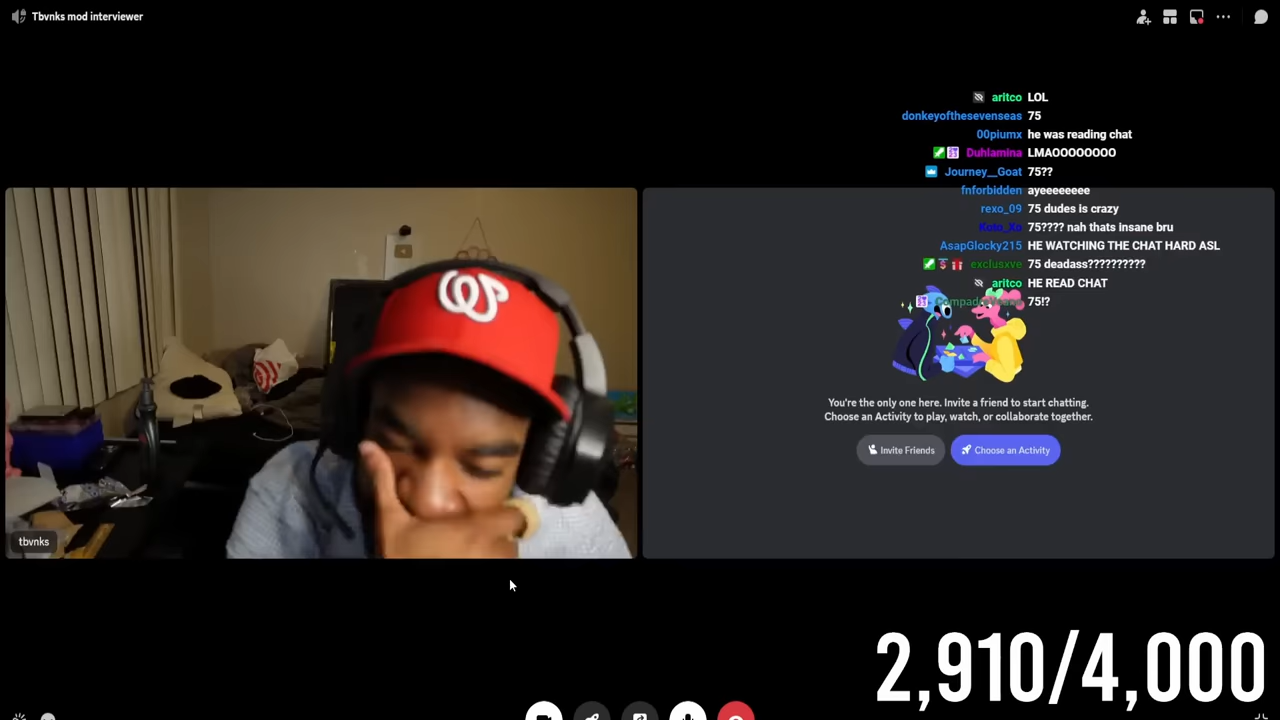 Tbvnks mod interviewer
aritco LOL
donkeyofthesevenseas 75
00piumx he was reading chat
Duhlamina LMAOOOOOOOO
Journey__Goat 75??
fnforbidden ayeeeeeee
rexo_09 75 dudes is crazy
Koto_Xo 75???? nah thats insane bru
AsapGlocky215 HE WATCHING THE CHAT HARD ASL
exclusxve 75 deadass??????????
aritco HE READ CHAT
75!?
You're the only one here. Invite a friend to start chatting.
Choose an Activity to play, watch, or collaborate together.
Invite Friends
Choose an Activity
tbvnks
2,910/4,000